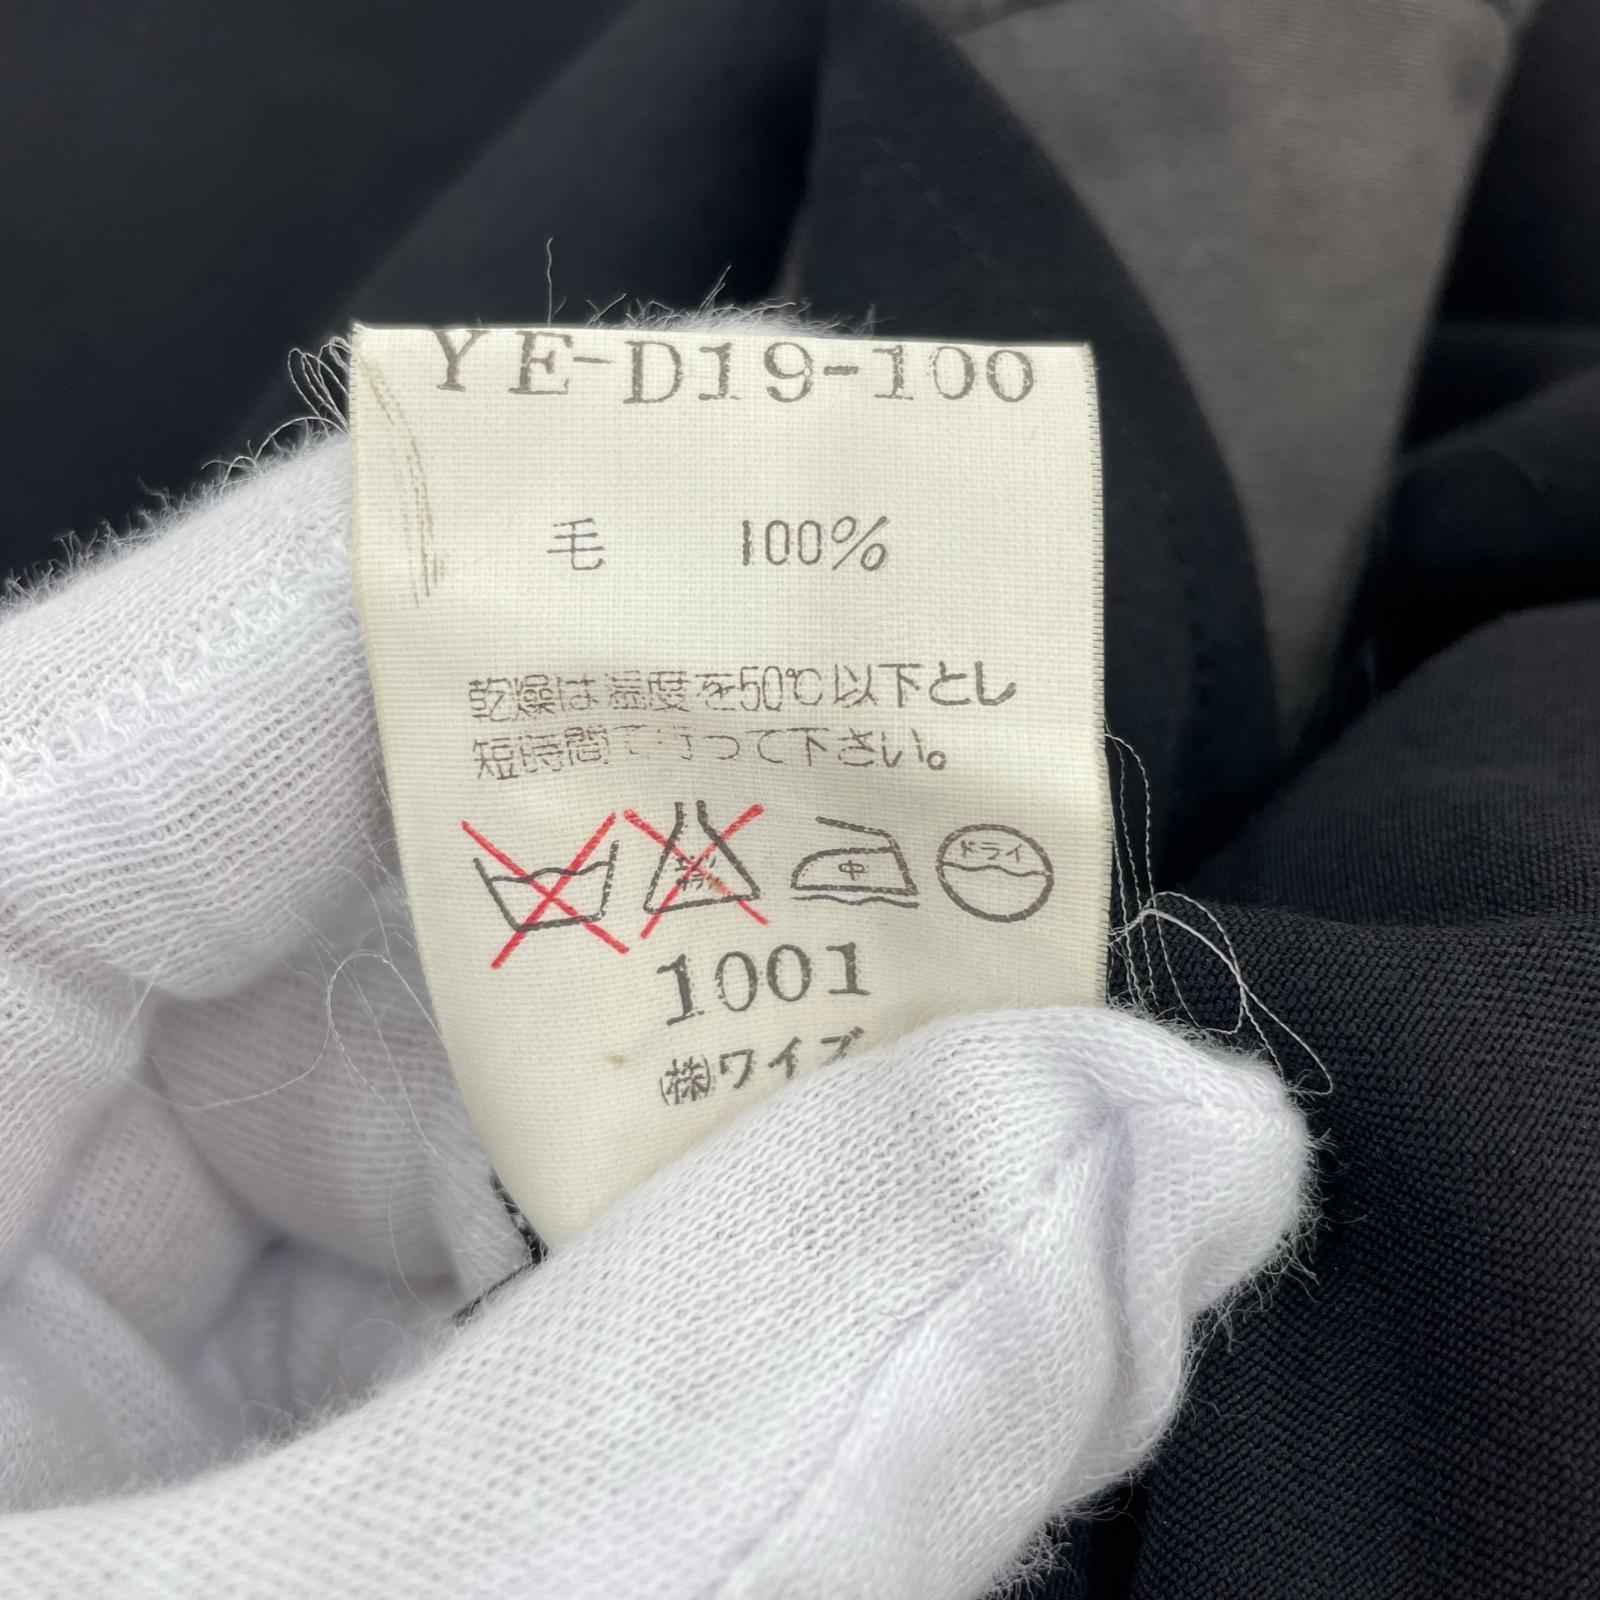 YE-D19-100
毛 100%
乾燥は温度を50℃以下とし
短時間で行って下さい。
中 ドライ
1001
㈱ワイズ